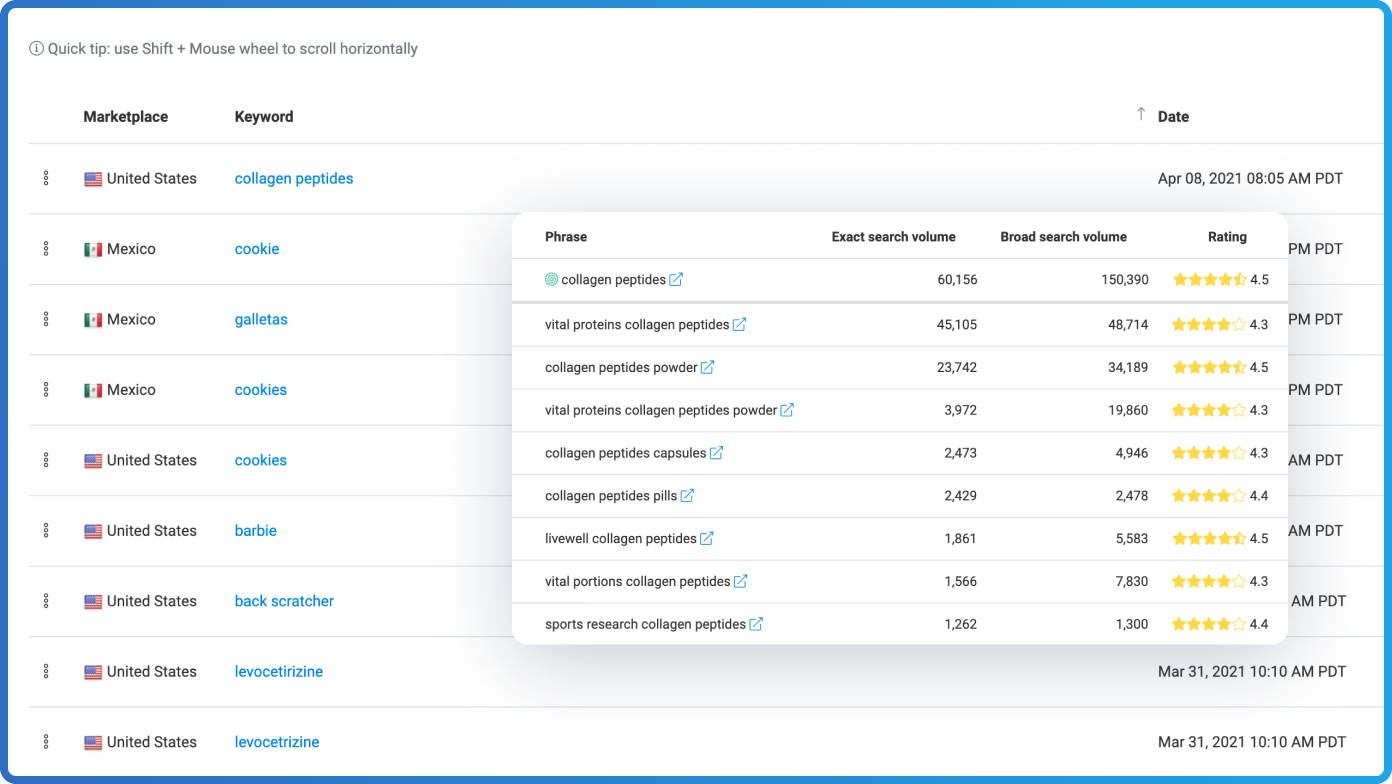 Quick tip: use Shift + Mouse wheel to scroll horizontally
Marketplace Keyword ↑ Date
United States collagen peptides Apr 08, 2021 08:05 AM PDT
Mexico cookie PM PDT
Mexico galletas PM PDT
Mexico cookies PM PDT
United States cookies AM PDT
United States barbie AM PDT
United States back scratcher AM PDT
United States levocetirizine Mar 31, 2021 10:10 AM PDT
United States levocetrizine Mar 31, 2021 10:10 AM PDT
Phrase Exact search volume Broad search volume Rating
collagen peptides 60,156 150,390 4.5
vital proteins collagen peptides 45,105 48,714 4.3
collagen peptides powder 23,742 34,189 4.5
vital proteins collagen peptides powder 3,972 19,860 4.3
collagen peptides capsules 2,473 4,946 4.3
collagen peptides pills 2,429 2,478 4.4
livewell collagen peptides 1,861 5,583 4.5
vital portions collagen peptides 1,566 7,830 4.3
sports research collagen peptides 1,262 1,300 4.4